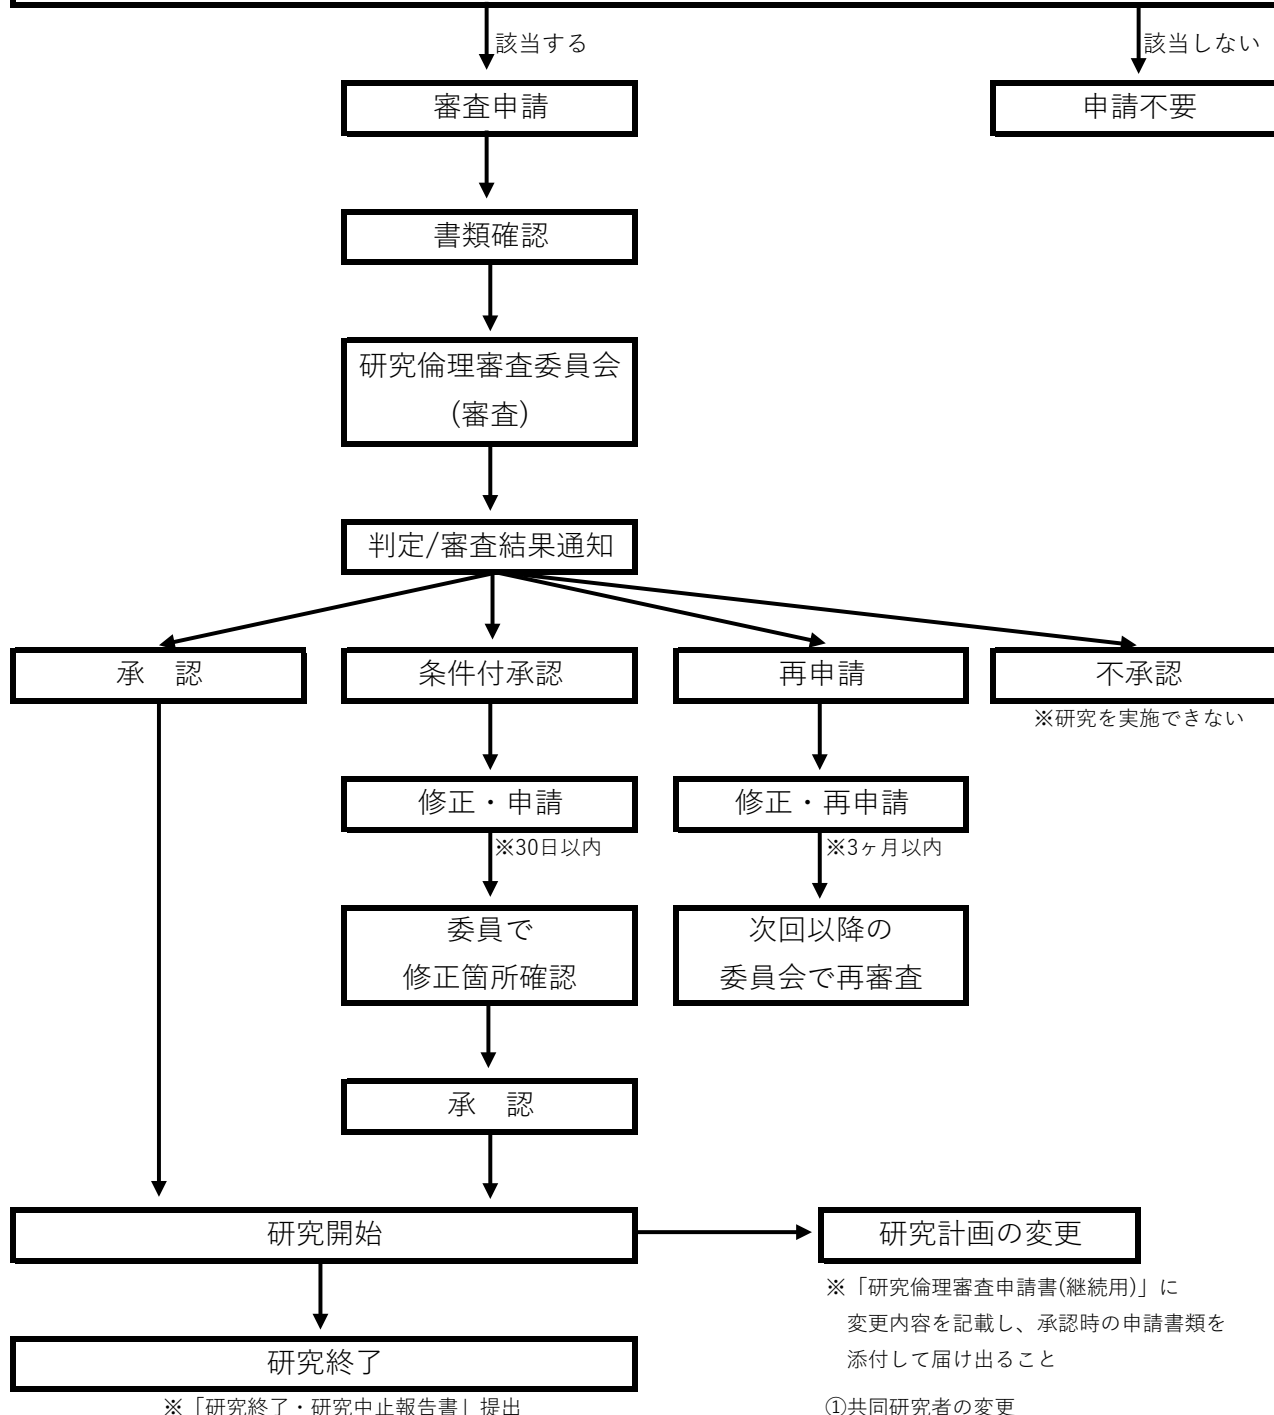 該当する
該当しない
審査申請
申請不要
書類確認
研究倫理審査委員会
(審査)
判定/審査結果通知
承　認
条件付承認
再申請
不承認
※研究を実施できない
修正・申請
修正・再申請
※30日以内
※3ヶ月以内
委員で
修正箇所確認
次回以降の
委員会で再審査
承　認
研究開始
研究計画の変更
※「研究倫理審査申請書(継続用)」に
変更内容を記載し、承認時の申請書類を
添付して届け出ること
研究終了
※「研究終了・研究中止報告書」提出
①共同研究者の変更